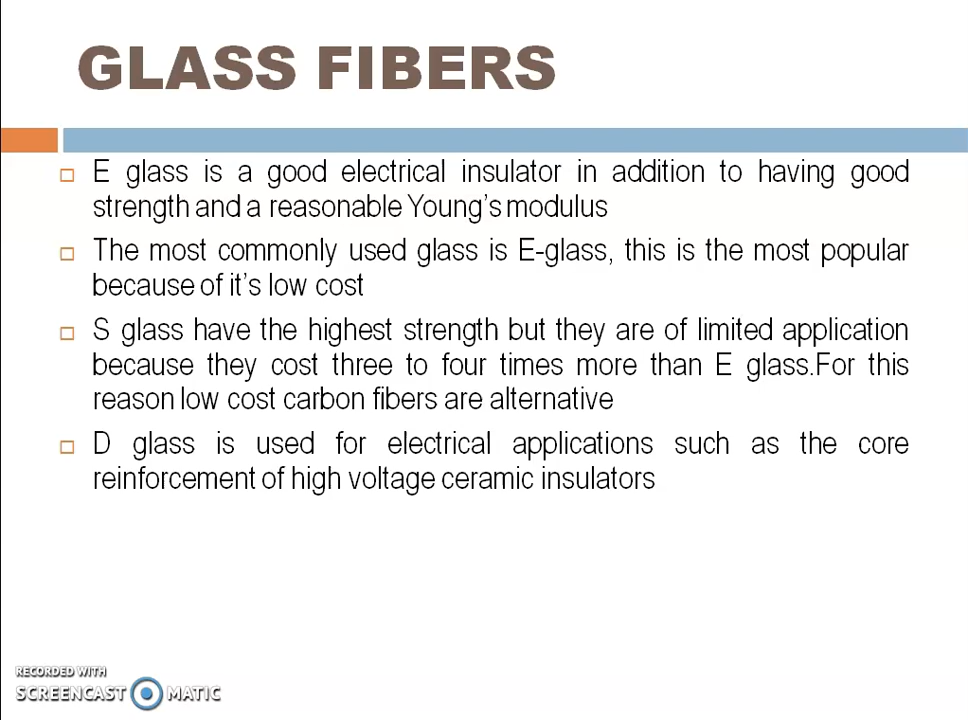 GLASS FIBERS
E glass is a good electrical insulator in addition to having good
strength and a reasonable Young's modulus
The most commonly used glass is E-glass, this is the most popular
because of it's low cost
S glass have the highest strength but they are of limited application
because they cost three to four times more than E glass.For this
reason low cost carbon fibers are alternative
D glass is used for electrical applications such as the core
reinforcement of high voltage ceramic insulators
RECORDED WITH
SCREENCAST MATIC